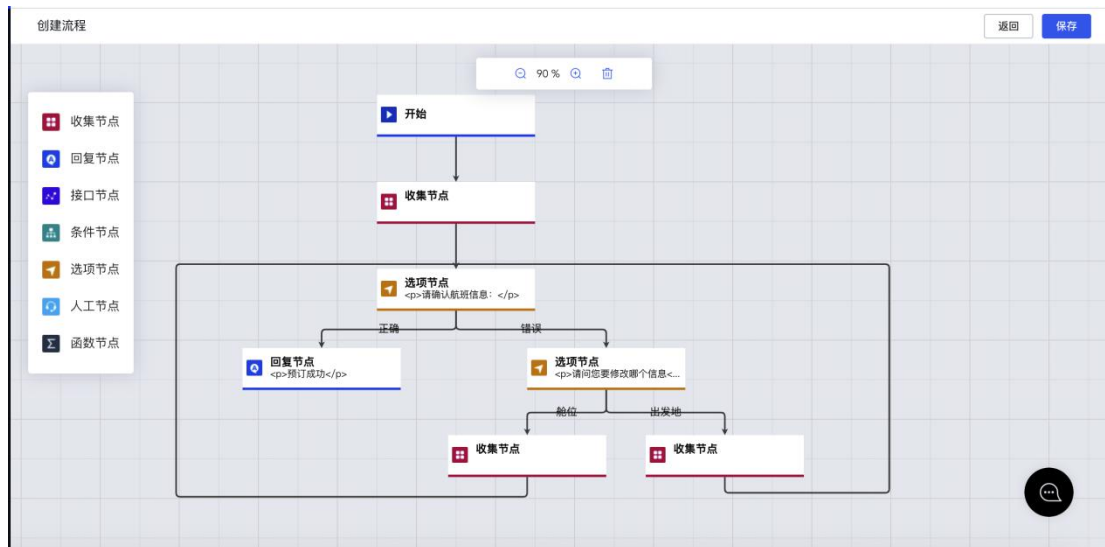 创建流程
返回
保存
90 %
收集节点
回复节点
接口节点
条件节点
选项节点
人工节点
函数节点
开始
收集节点
选项节点
<p>请确认航班信息：</p>
正确
错误
回复节点
<p>预订成功</p>
选项节点
<p>请问您要修改哪个信息<...
舱位
出发地
收集节点
收集节点